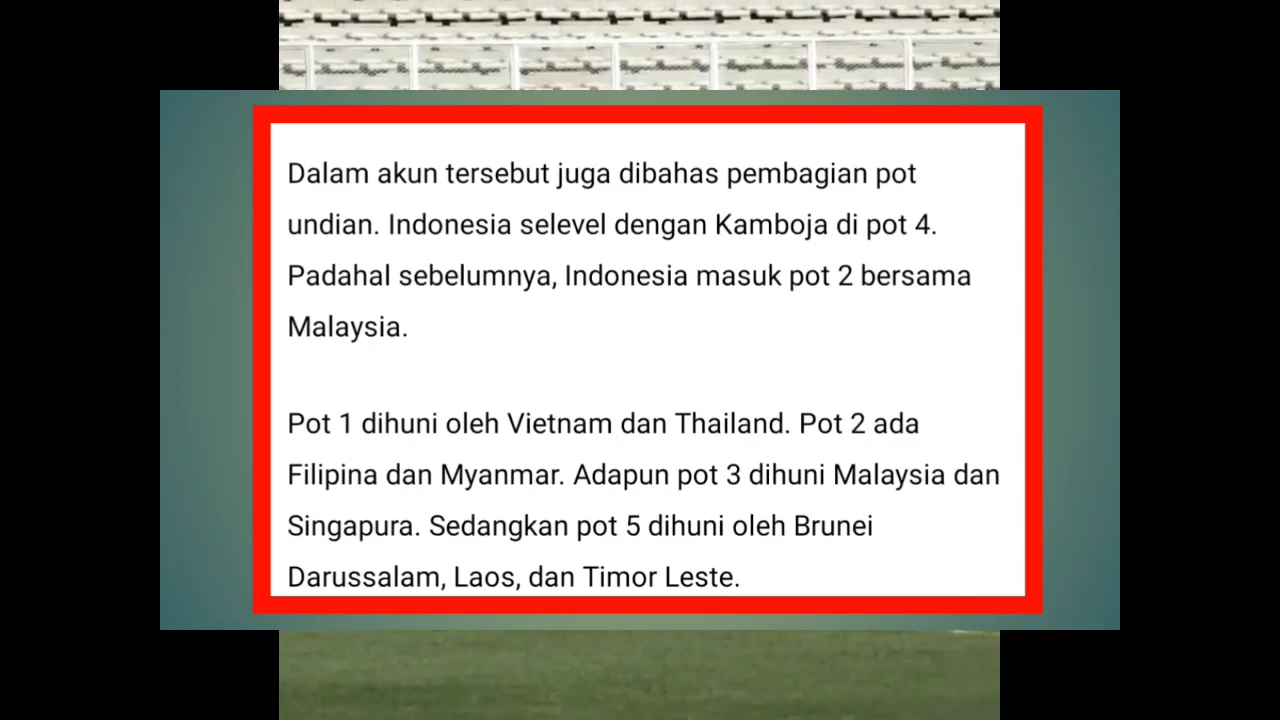 Dalam akun tersebut juga dibahas pembagian pot
undian. Indonesia selevel dengan Kamboja di pot 4.
Padahal sebelumnya, Indonesia masuk pot 2 bersama
Malaysia.
Pot 1 dihuni oleh Vietnam dan Thailand. Pot 2 ada
Filipina dan Myanmar. Adapun pot 3 dihuni Malaysia dan
Singapura. Sedangkan pot 5 dihuni oleh Brunei
Darussalam, Laos, dan Timor Leste.